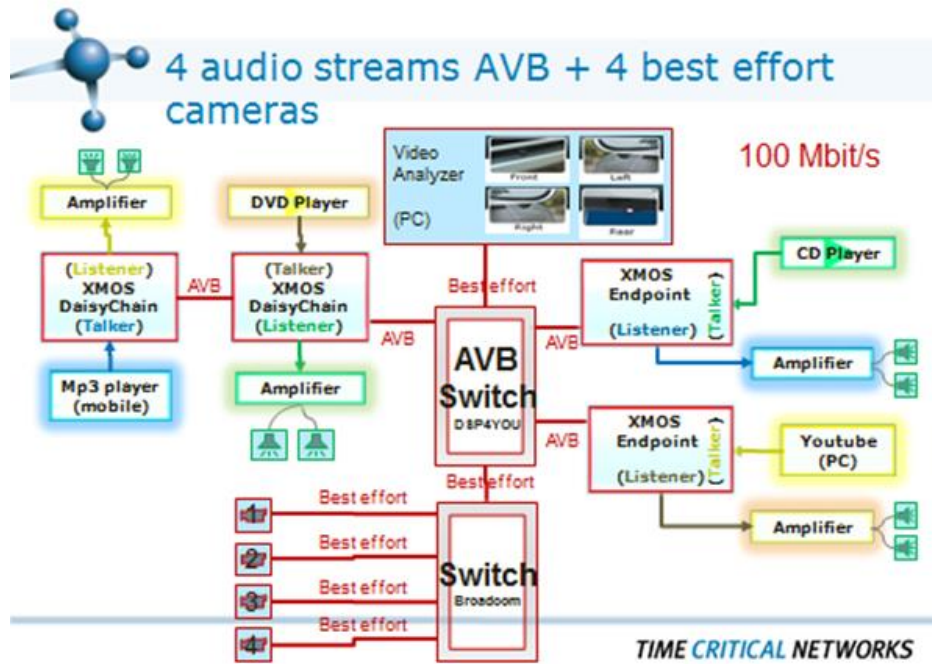 4 audio streams AVB + 4 best effort
cameras
100 Mbit/s
Video
Analyzer
(PC)
Front
Left
Right
Rear
Amplifier
DVD Player
(Listener)
XMOS
DaisyChain
(Talker)
AVB
(Talker)
XMOS
DaisyChain
(Listener)
Mp3 player
(mobile)
Amplifier
AVB
Best effort
AVB
Switch
DSP4YOU
AVB
XMOS
Endpoint
(Listener)
(Talker)
CD Player
Amplifier
AVB
XMOS
Endpoint
(Listener)
(Talker)
Youtube
(PC)
Amplifier
Best effort
Switch
Broadcom
1
Best effort
2
Best effort
3
Best effort
4
Best effort
TIME CRITICAL NETWORKS